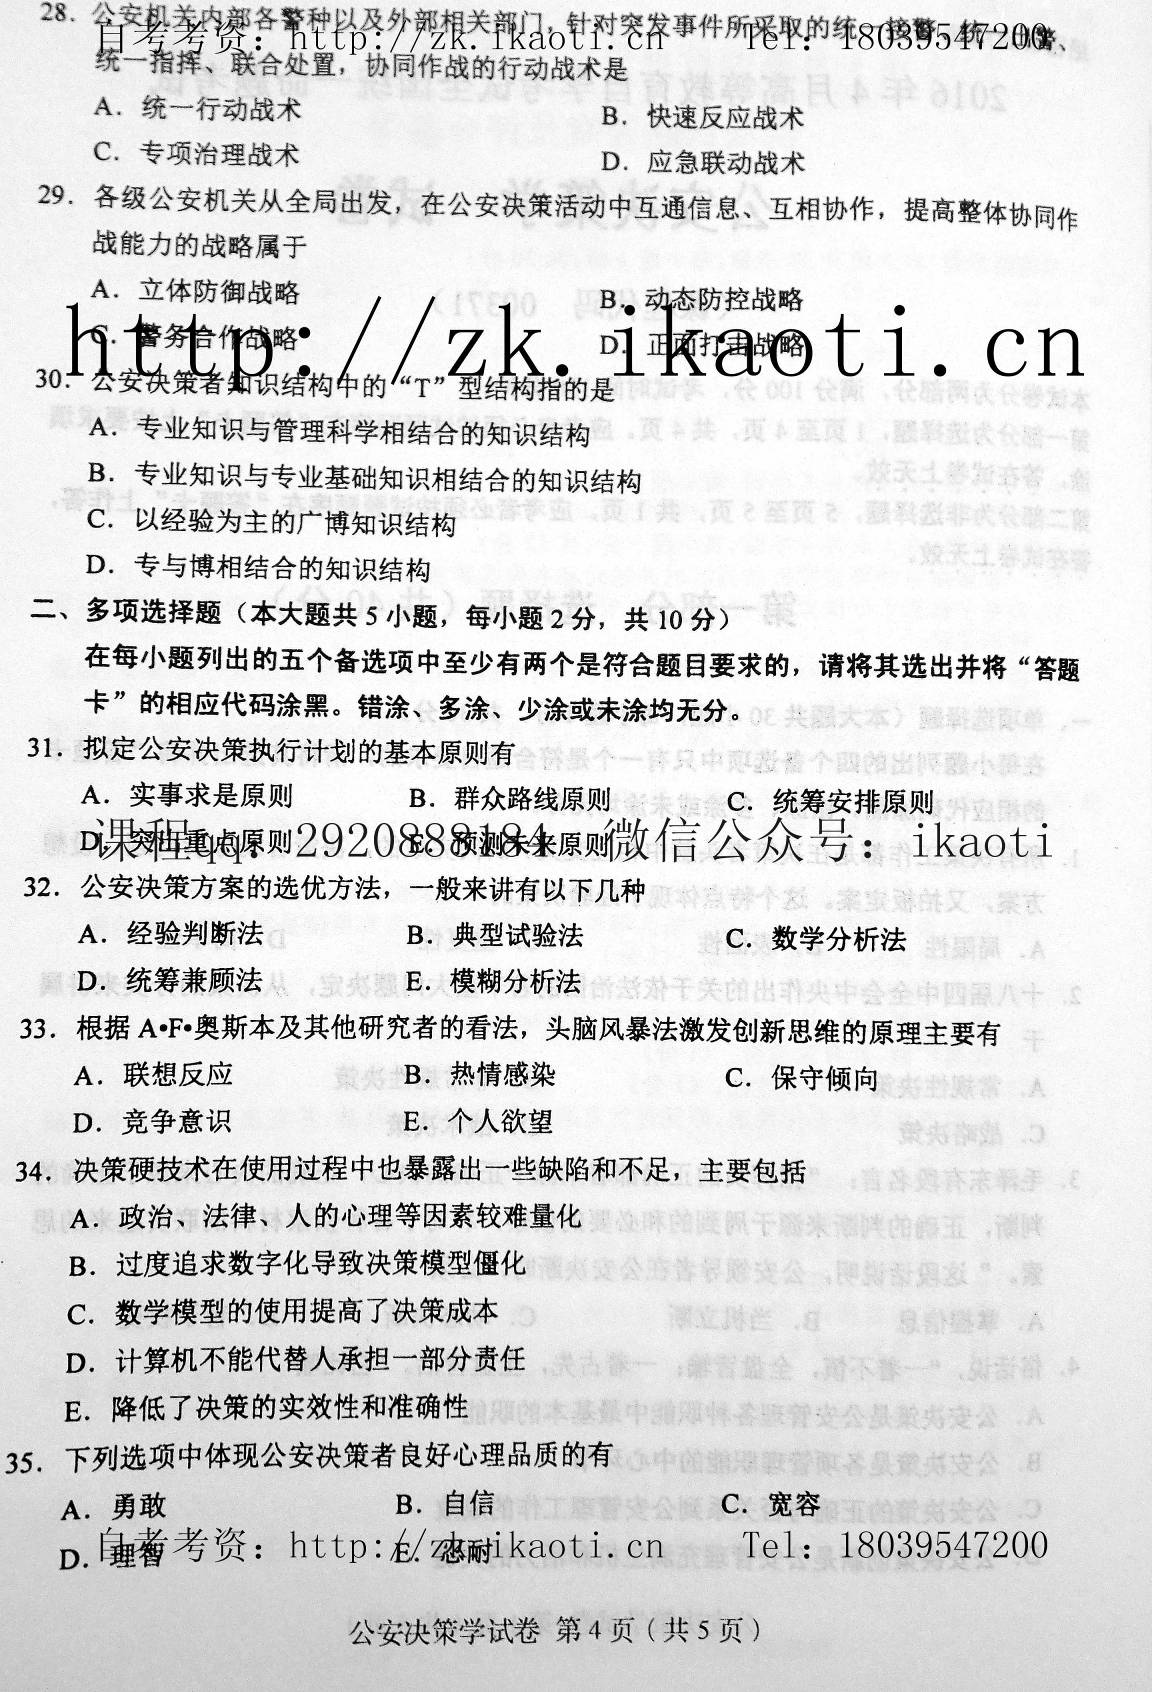 28. 公安机关内部各警种以及外部相关部门，针对突发事件所采取的统一接警、统一
自考考资：http://zk.ikaoti.cn Tel：18039547200
统一指挥、联合处置，协同作战的行动战术是
A．统一行动战术 B．快速反应战术
C．专项治理战术 D．应急联动战术
29．各级公安机关从全局出发，在公安决策活动中互通信息、互相协作，提高整体协同作
战能力的战略属于
A．立体防御战略 B．动态防控战略
http://zk.ikaoti.cn
C．警务合作战略 D．正面打击战略
30．公安决策者知识结构中的“T”型结构指的是
A．专业知识与管理科学相结合的知识结构
B．专业知识与专业基础知识相结合的知识结构
C．以经验为主的广博知识结构
D．专与博相结合的知识结构
二、多项选择题（本大题共 5 小题，每小题 2 分，共 10 分）
在每小题列出的五个备选项中至少有两个是符合题目要求的，请将其选出并将“答题
卡”的相应代码涂黑。错涂、多涂、少涂或未涂均无分。
31．拟定公安决策执行计划的基本原则有
A．实事求是原则 B．群众路线原则 C．统筹安排原则
D．突出重点原则 E．预测未来原则
课程qq：2920888184 微信公众号：ikaoti
32．公安决策方案的选优方法，一般来讲有以下几种
A．经验判断法 B．典型试验法 C．数学分析法
D．统筹兼顾法 E．模糊分析法
33．根据 A•F•奥斯本及其他研究者的看法，头脑风暴法激发创新思维的原理主要有
A．联想反应 B．热情感染 C．保守倾向
D．竞争意识 E．个人欲望
34．决策硬技术在使用过程中也暴露出一些缺陷和不足，主要包括
A．政治、法律、人的心理等因素较难量化
B．过度追求数字化导致决策模型僵化
C．数学模型的使用提高了决策成本
D．计算机不能代替人承担一部分责任
E．降低了决策的实效性和准确性
35．下列选项中体现公安决策者良好心理品质的有
A．勇敢 B．自信 C．宽容
D．理智 E．忍耐
自考考资：http://zk.ikaoti.cn Tel：18039547200
公安决策学试卷 第 4 页（共 5 页）